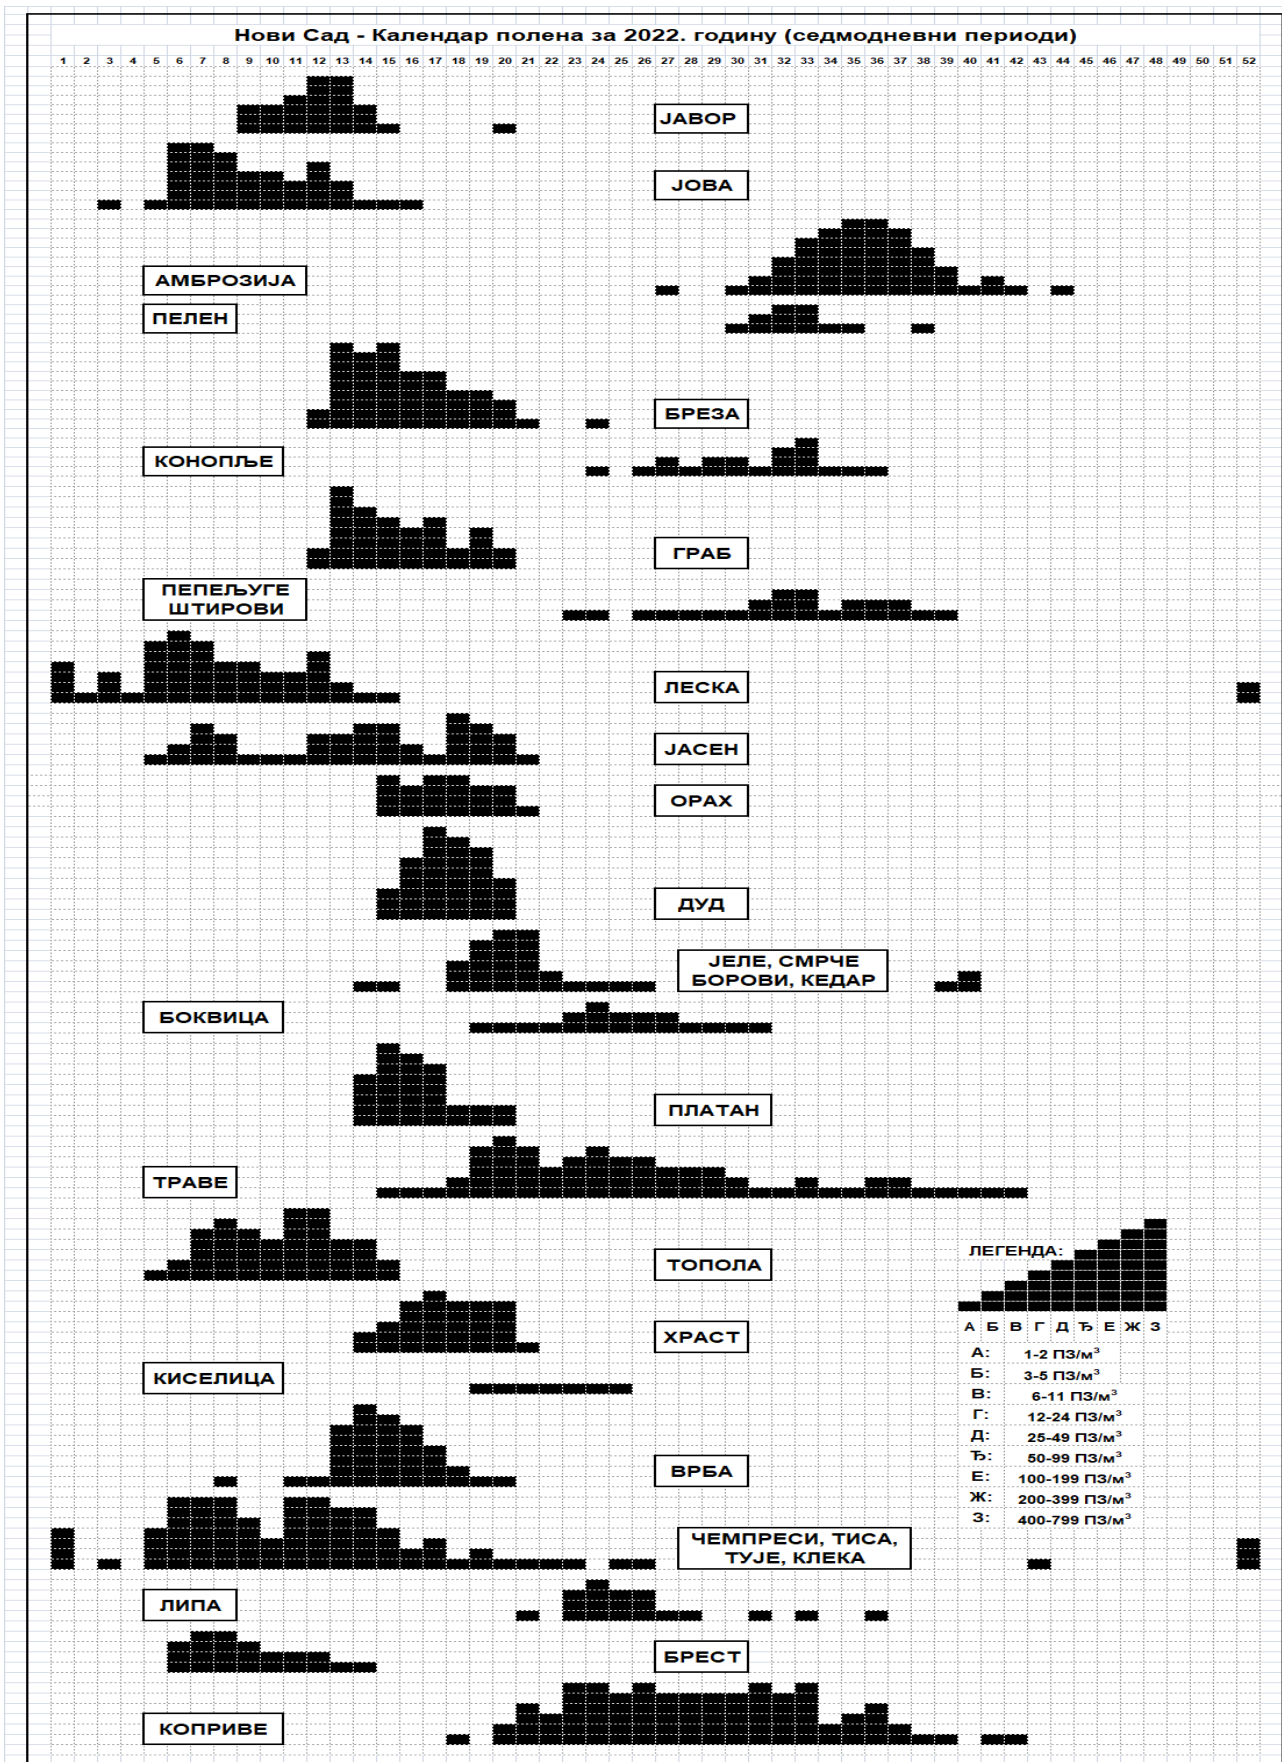 Нови Сад - Календар полена за 2022. годину (седмодневни периоди)
1 2 3 4 5 6 7 8 9 10 11 12 13 14 15 16 17 18 19 20 21 22 23 24 25 26 27 28 29 30 31 32 33 34 35 36 37 38 39 40 41 42 43 44 45 46 47 48 49 50 51 52
ЈАВОР
ЈОВА
АМБРОЗИЈА
ПЕЛЕН
БРЕЗА
КОНОПЉЕ
ГРАБ
ПЕПЕЉУГЕ
ШТИРОВИ
ЛЕСКА
ЈАСЕН
ОРАХ
ДУД
ЈЕЛЕ, СМРЧЕ
БОРОВИ, КЕДАР
БОКВИЦА
ПЛАТАН
ТРАВЕ
ЛЕГЕНДА:
ТОПОЛА
А Б В Г Д Ђ Е Ж З
ХРАСТ
А: 1-2 ПЗ/м³
Б: 3-5 ПЗ/м³
КИСЕЛИЦА
В: 6-11 ПЗ/м³
Г: 12-24 ПЗ/м³
Д: 25-49 ПЗ/м³
Ђ: 50-99 ПЗ/м³
ВРБА
Е: 100-199 ПЗ/м³
Ж: 200-399 ПЗ/м³
З: 400-799 ПЗ/м³
ЧЕМПРЕСИ, ТИСА,
ТУЈЕ, КЛЕКА
ЛИПА
БРЕСТ
КОПРИВЕ